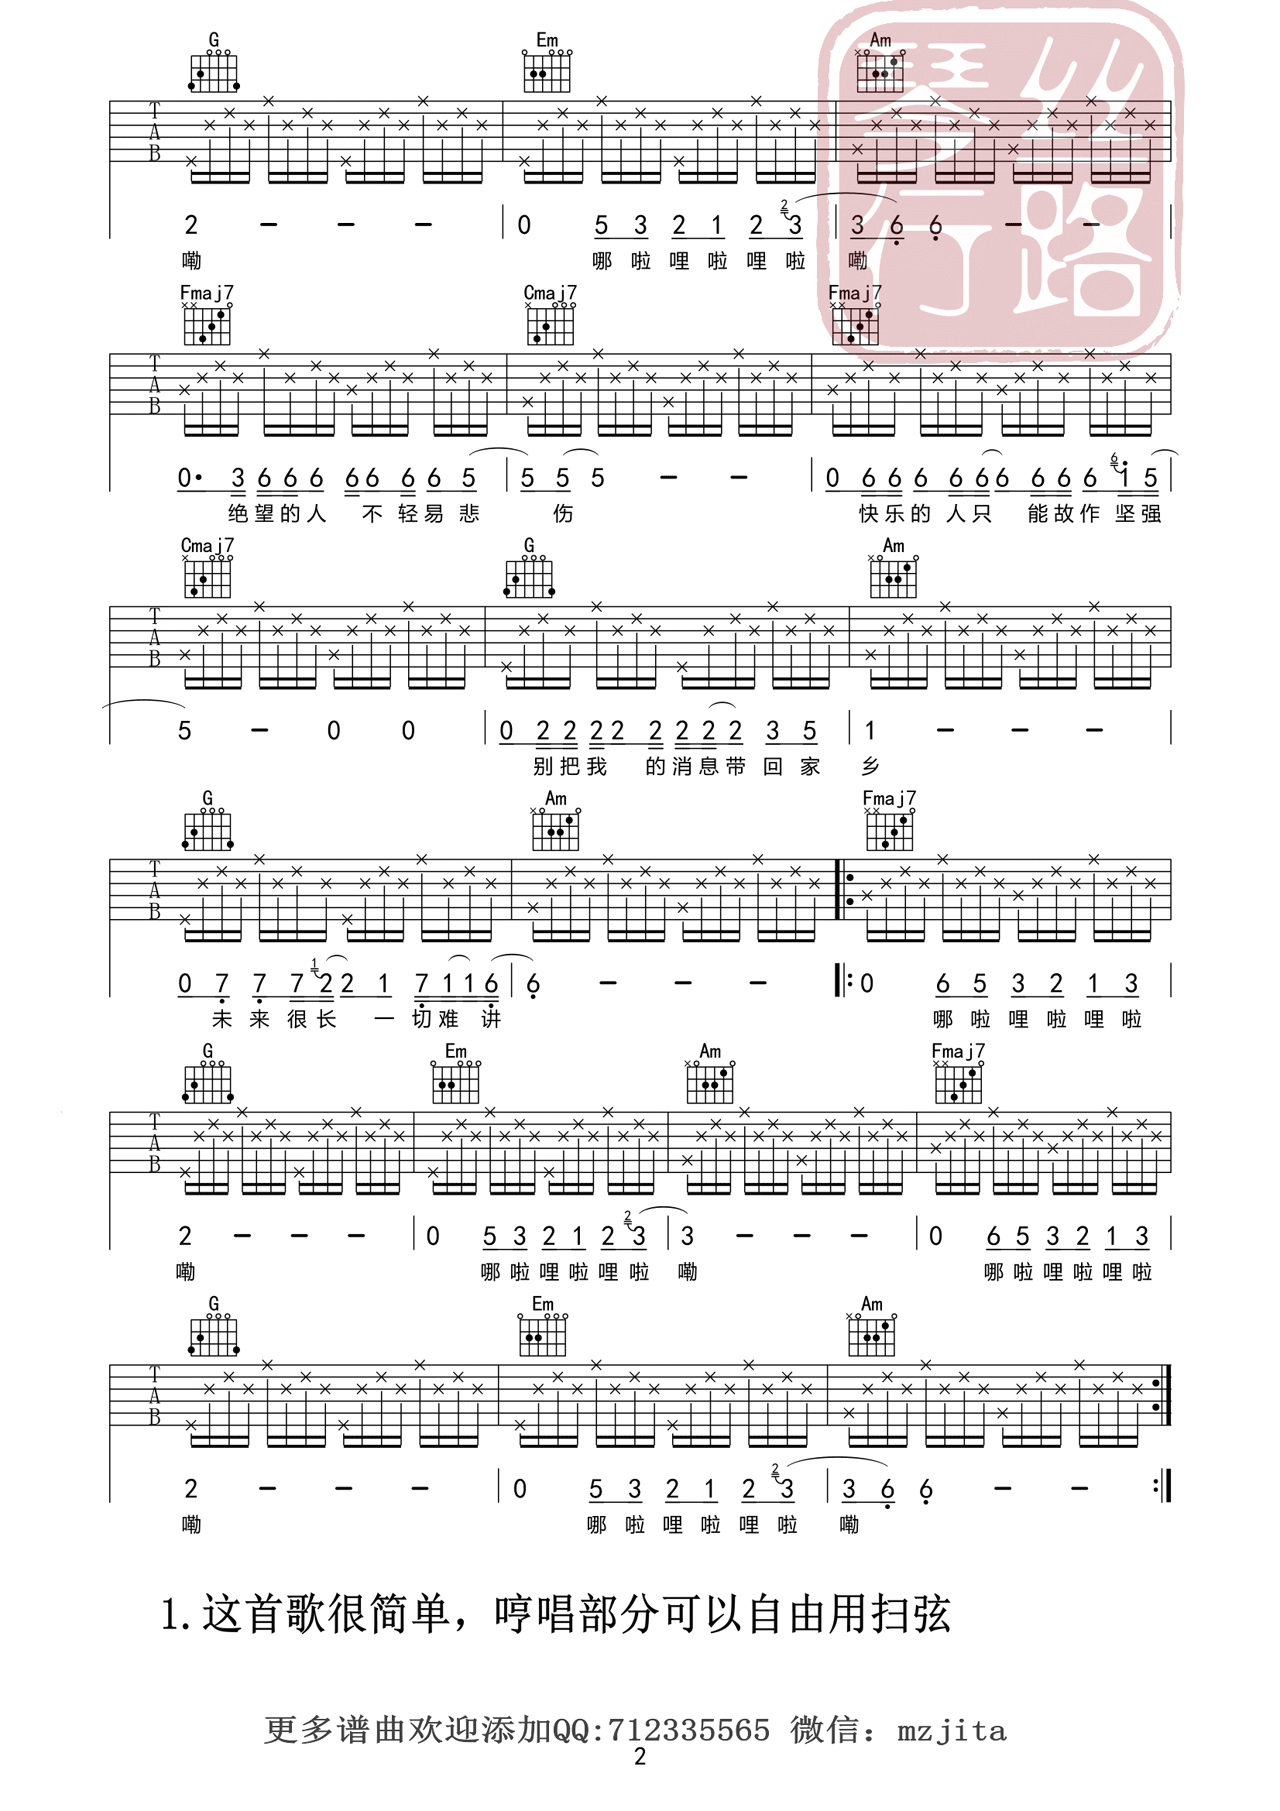 G Em Am
T
A
B
2 – – – 0 5 3 2 1 2 2 3 3 6 6 – –
嘞 哪 啦 哩 啦 哩 啦 嘞
琴 丝
行 路
Fmaj7 Cmaj7 Fmaj7
T
A
B
0· 3 6 6 6 6 6 6 6 5 5 5 5 – – 0 6 6 6 6 6 6 6 6 6 6 1 5
绝 望 的 人 不 轻 易 悲 伤 快 乐 的 人 只 能 故 作 坚 强
Cmaj7 G Am
T
A
B
5 – 0 0 0 2 2 2 2 2 2 2 2 3 5 1 – – –
别 把 我 的 消 息 带 回 家 乡
G Am Fmaj7
T
A
B
0 7 7 7 1 2 2 1 7 1 1 6 6 – – – 0 6 5 3 2 1 3
未 来 很 长 一 切 难 讲 哪 啦 哩 啦 哩 啦
G Em Am Fmaj7
T
A
B
2 – – – 0 5 3 2 1 2 2 3 3 – – – 0 6 5 3 2 1 3
嘞 哪 啦 哩 啦 哩 啦 嘞 哪 啦 哩 啦 哩 啦
G Em Am
T
A
B
2 – – – 0 5 3 2 1 2 2 3 3 6 6 – –
嘞 哪 啦 哩 啦 哩 啦 嘞
1. 这首歌很简单，哼唱部分可以自由用扫弦
更多谱曲欢迎添加QQ:712335565 微信：mzjita
2